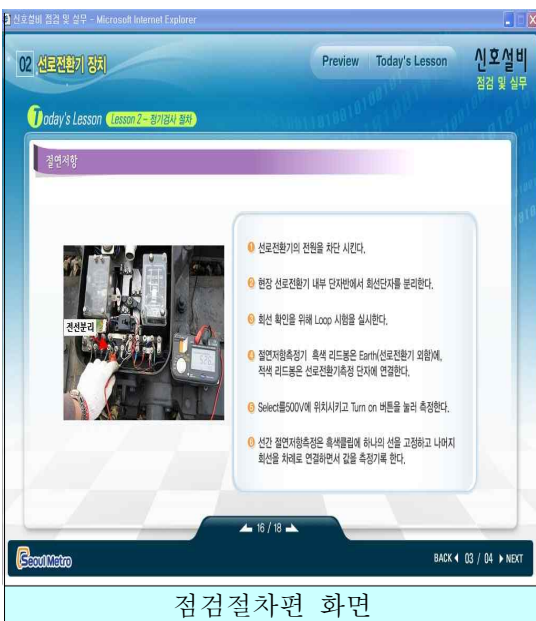 신호설비 점검 및 실무 - Microsoft Internet Explorer
02 선로전환기 장치
Preview Today's Lesson
신호설비
점검 및 실무
Today's Lesson Lesson 2 - 정기검사 절차
절연저항
전선분리
1 선로전환기의 전원을 차단 시킨다.
2 현장 선로전환기 내부 단자반에서 회선단자를 분리한다.
3 회선 확인을 위해 Loop 시험을 실시한다.
4 절연저항측정기 흑색 리드봉은 Earth(선로전환기 외함)에,
적색 리드봉은 선로전환기측정 단자에 연결한다.
5 Select를500V에 위치시키고 Turn on 버튼을 눌러 측정한다.
6 선간 절연저항측정은 흑색클립에 하나의 선을 고정하고 나머지
회선을 차례로 연결하면서 값을 측정기록 한다.
16 / 18
Seoul Metro
BACK 03 / 04 NEXT
점검절차편 화면